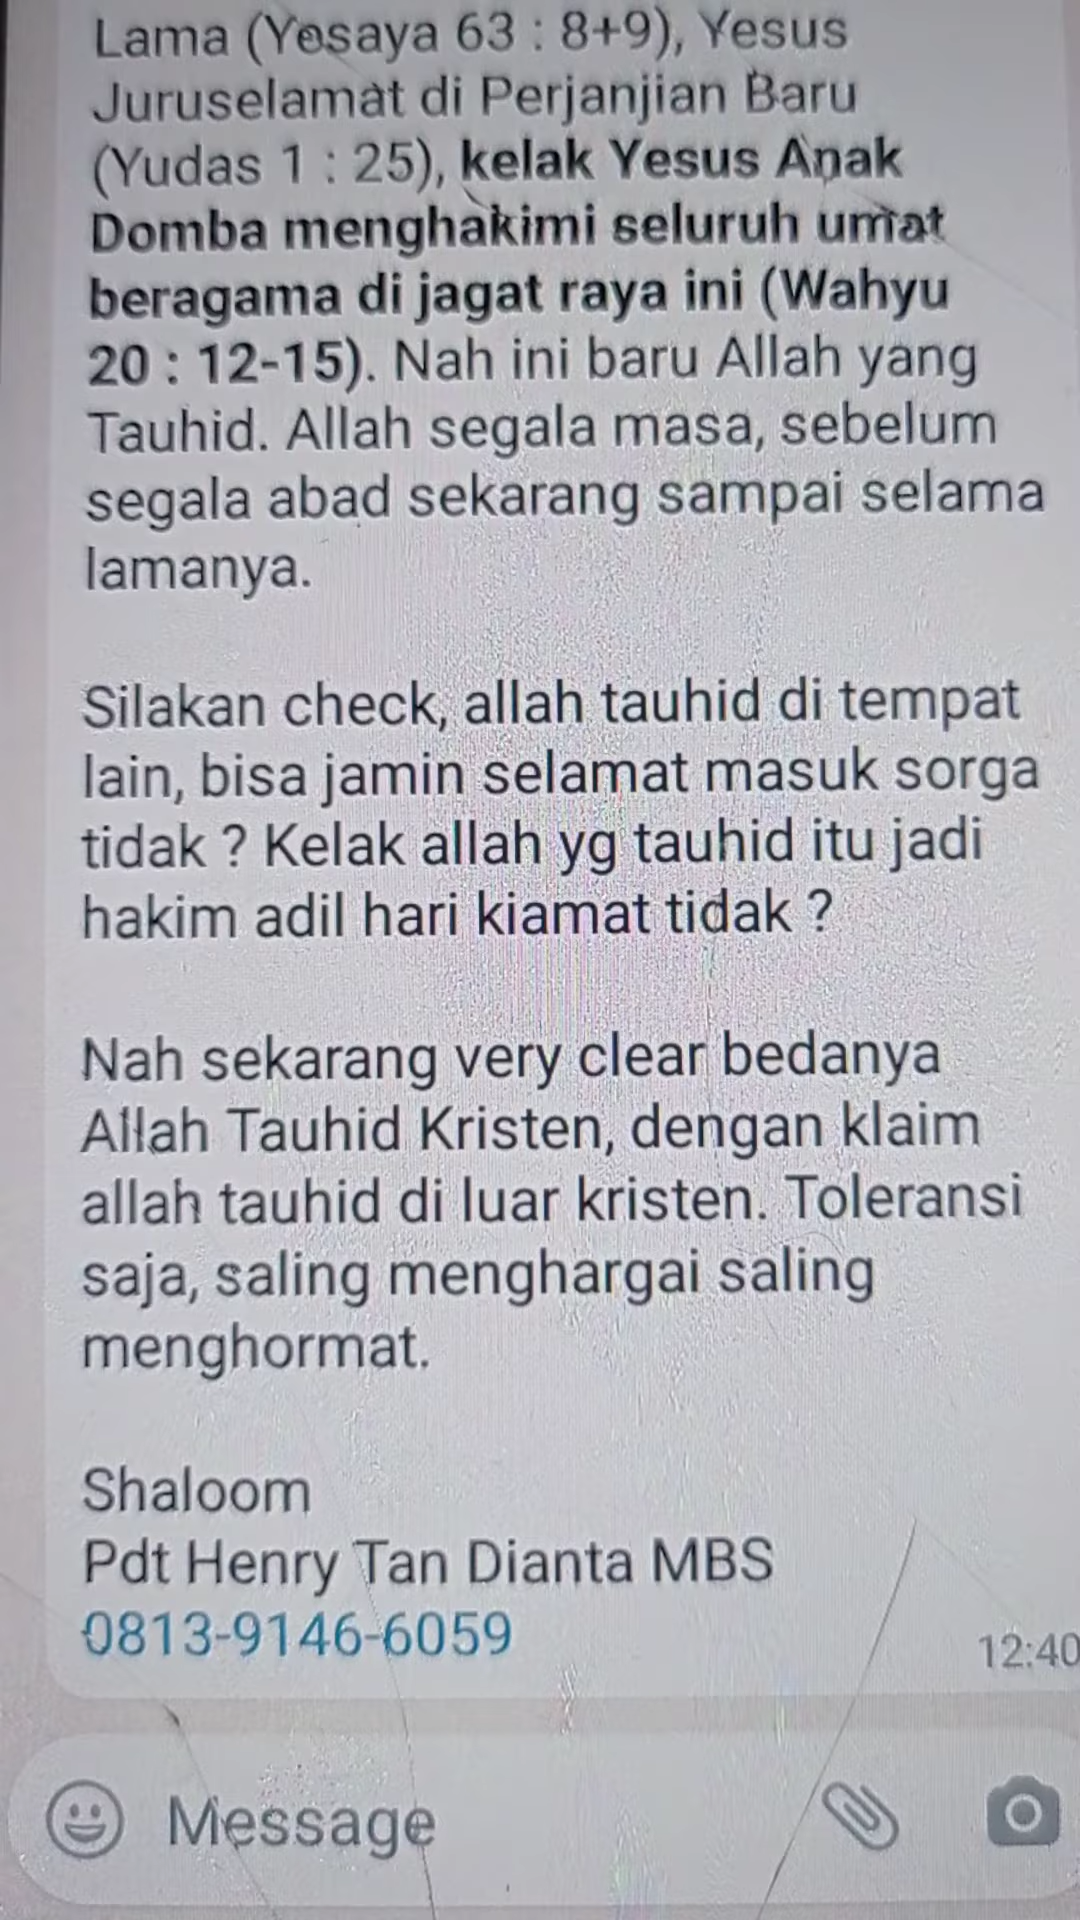 Lama (Yesaya 63 : 8+9), Yesus
Juruselamat di Perjanjian Baru
(Yudas 1 : 25), kelak Yesus Anak
Domba menghakimi seluruh umat
beragama di jagat raya ini (Wahyu
20 : 12-15). Nah ini baru Allah yang
Tauhid. Allah segala masa, sebelum
segala abad sekarang sampai selama
lamanya.
Silakan check, allah tauhid di tempat
lain, bisa jamin selamat masuk sorga
tidak ? Kelak allah yg tauhid itu jadi
hakim adil hari kiamat tidak ?
Nah sekarang very clear bedanya
Allah Tauhid Kristen, dengan klaim
allah tauhid di luar kristen. Toleransi
saja, saling menghargai saling
menghormat.
Shaloom
Pdt Henry Tan Dianta MBS
0813-9146-6059
12:40
Message